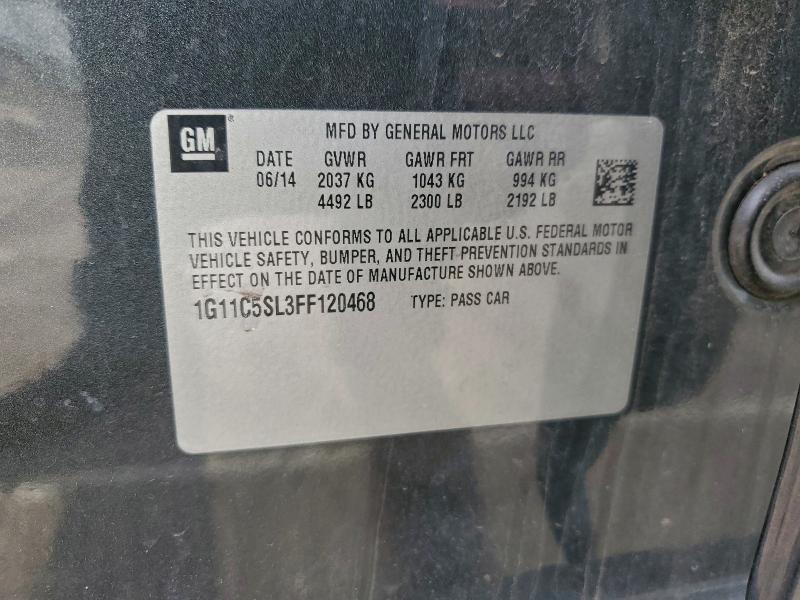 GM ® MFD BY GENERAL MOTORS LLC
DATE GVWR GAWR FRT GAWR RR
06/14 2037 KG 1043 KG 994 KG
4492 LB 2300 LB 2192 LB
THIS VEHICLE CONFORMS TO ALL APPLICABLE U.S. FEDERAL MOTOR
VEHICLE SAFETY, BUMPER, AND THEFT PREVENTION STANDARDS IN
EFFECT ON THE DATE OF MANUFACTURE SHOWN ABOVE.
1G11C5SL3FF120468 TYPE: PASS CAR